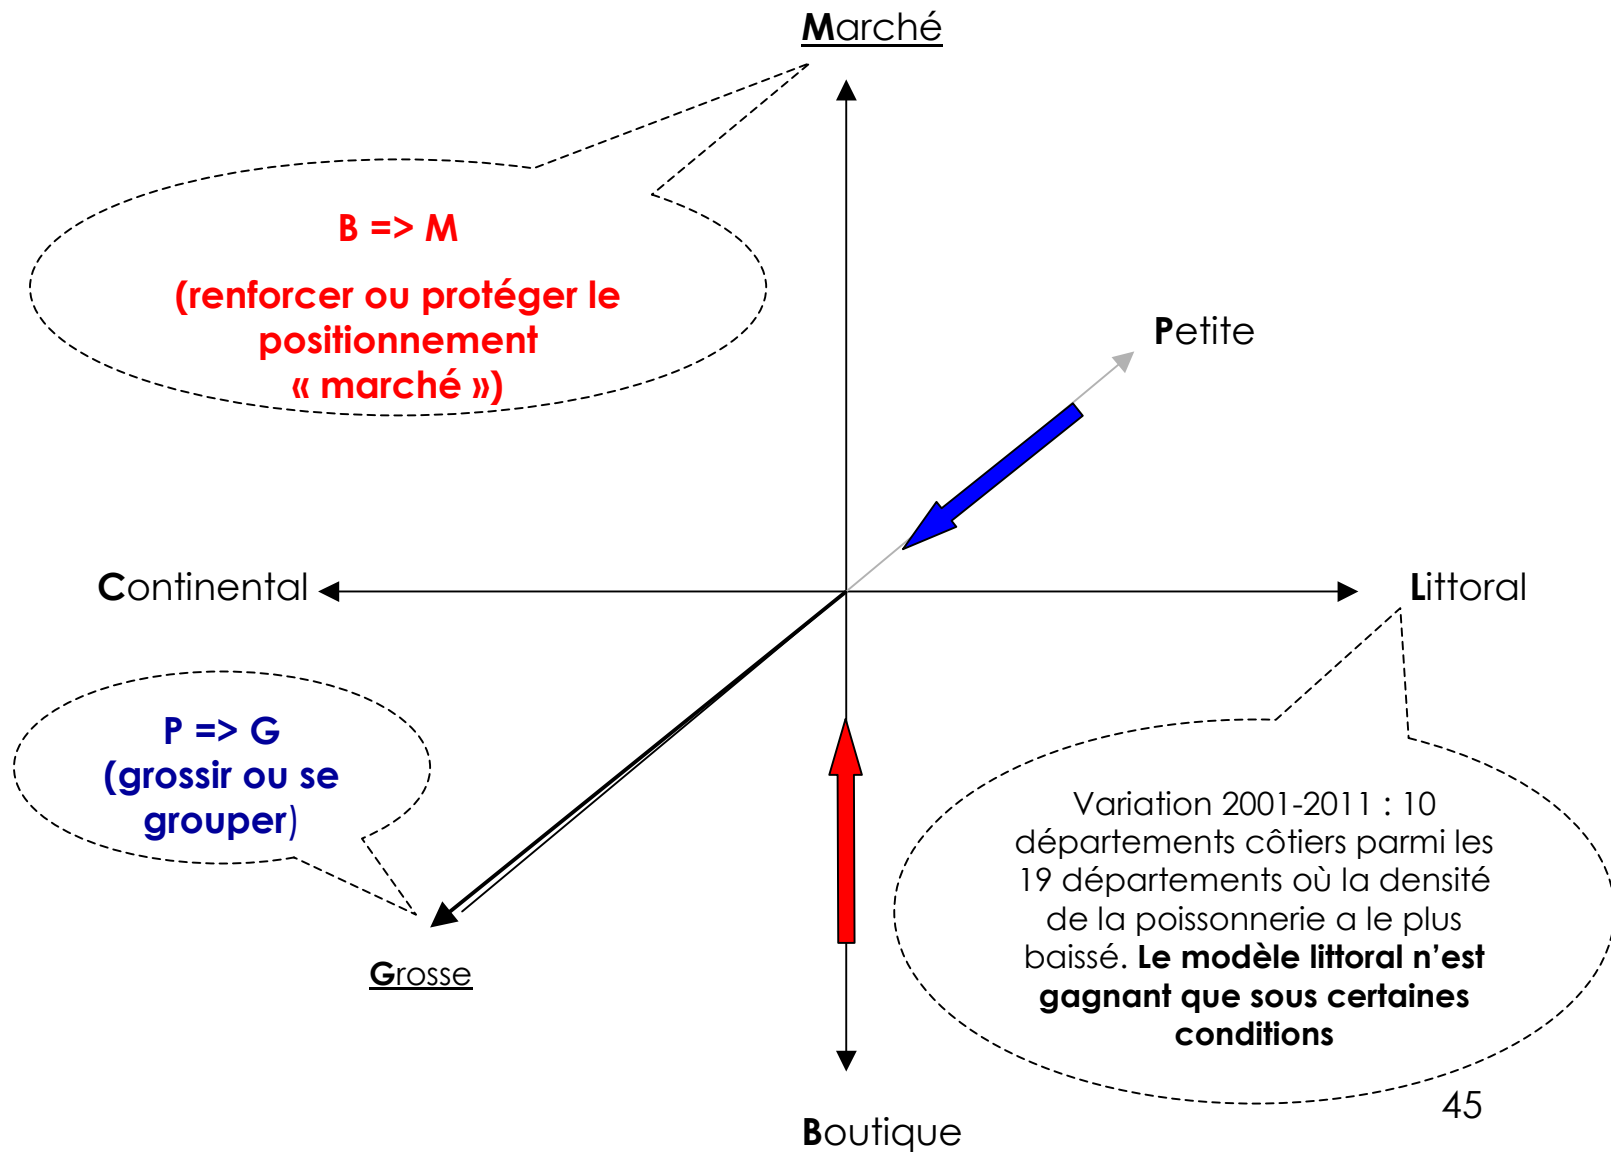 Marché
B => M
(renforcer ou protéger le
positionnement
« marché »)
Petite
Continental
Littoral
P => G
(grossir ou se
grouper)
Grosse
Variation 2001-2011 : 10
départements côtiers parmi les
19 départements où la densité
de la poissonnerie a le plus
baissé. Le modèle littoral n’est
gagnant que sous certaines
conditions
45
Boutique